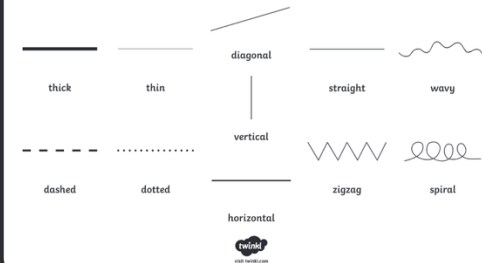 diagonal
thick
thin
straight
wavy
vertical
dashed
dotted
zigzag
spiral
horizontal
twinkl
visit twinkl.com